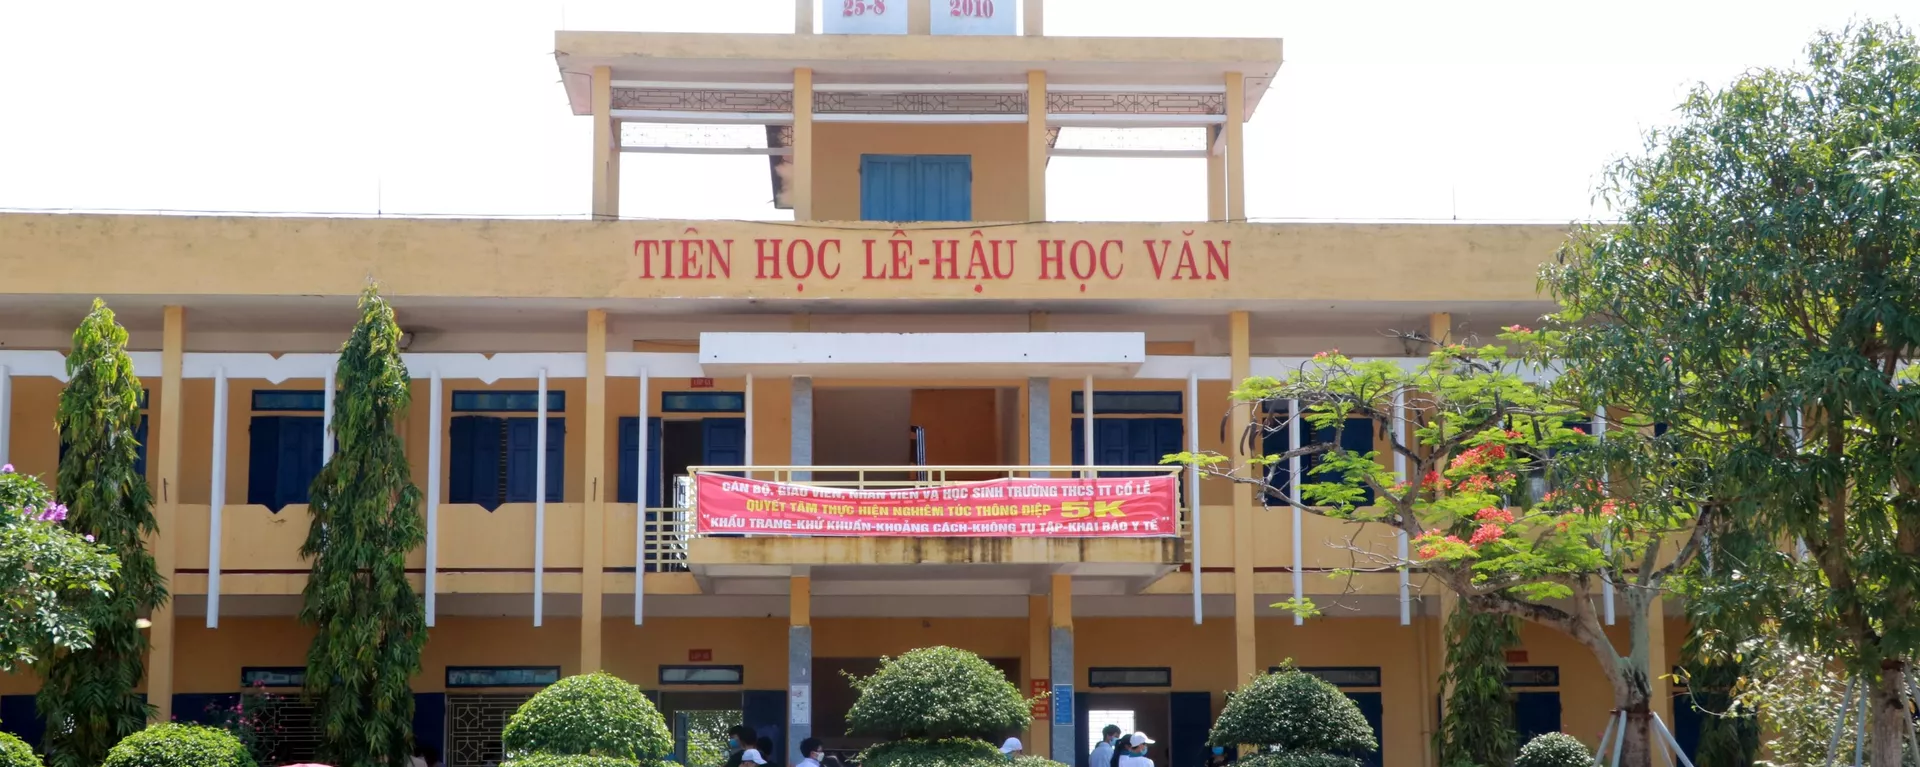 25-8 2010
TIÊN HỌC LỄ-HẬU HỌC VĂN
CÁN BỘ, GIÁO VIÊN, NHÂN VIÊN VÀ HỌC SINH TRƯỜNG THCS TT CỔ LỄ
QUYẾT TÂM THỰC HIỆN NGHIÊM TÚC THÔNG ĐIỆP 5K
"KHẨU TRANG-KHỬ KHUẨN-KHOẢNG CÁCH-KHÔNG TỤ TẬP-KHAI BÁO Y TẾ"